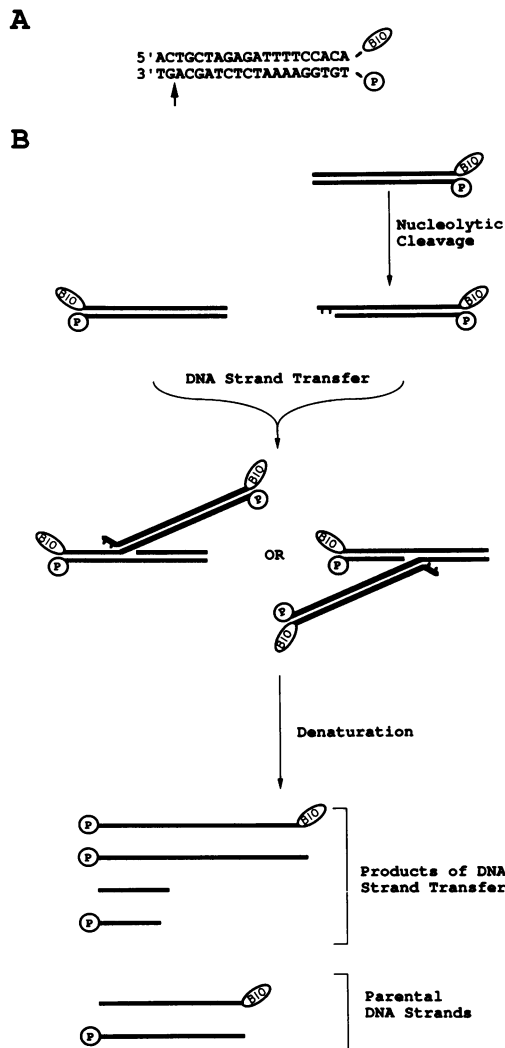 A
BIO
5'ACTGCTAGAGATTTTCCACA
3'TGACGATCTCTAAAAGGTGT
P
B
BIO
P
Nucleolytic
Cleavage
BIO
P
BIO
P
DNA Strand Transfer
BIO
P
BIO
P
OR
BIO
P
P
BIO
Denaturation
P
BIO
P
P
Products of DNA
Strand Transfer
BIO
P
Parental
DNA Strands